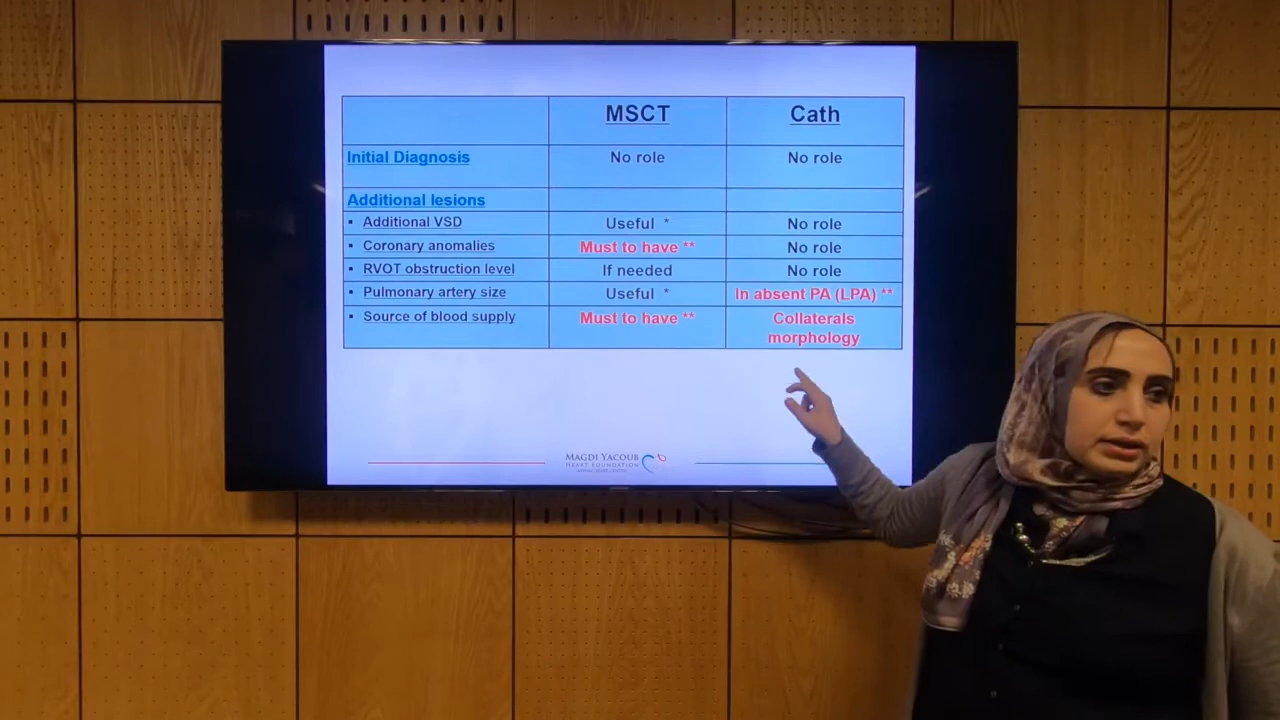 MSCT Cath
Initial Diagnosis No role No role
Additional lesions
▪ Additional VSD Useful * No role
▪ Coronary anomalies Must to have ** No role
▪ RVOT obstruction level If needed No role
▪ Pulmonary artery size Useful * In absent PA (LPA) **
▪ Source of blood supply Must to have ** Collaterals
morphology
MAGDI YACOUB
HEART FOUNDATION